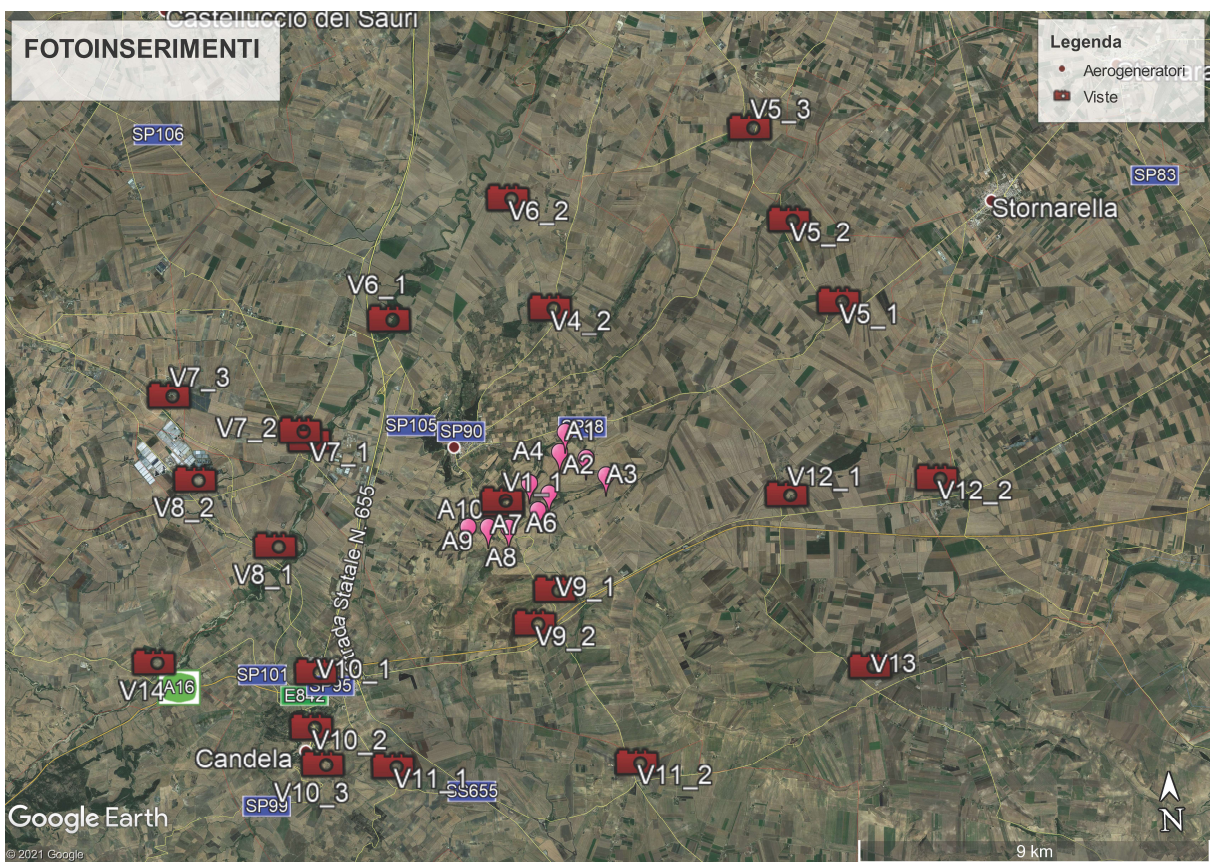 Castelluccio dei Sauri
FOTOINSERIMENTI
Legenda
Aerogeneratori
Viste
SP106
V5_3
SP83
V6_2
Stornarella
V5_2
V6_1
V4_2
V5_1
V7_3
V7_2
V7_1
SP105
SP90
A1
A4
A2
A3
V1_1
V12_1
V12_2
V8_2
A10
A7
A6
A9
A8
Strada Statale N. 655
V8_1
V9_1
V9_2
V14
A16
SP101
V10_1
E842
SP95
V13
V10_2
Candela
V10_3
V11_1
SS655
V11_2
SP99
Google Earth
N
9 km
© 2021 Google